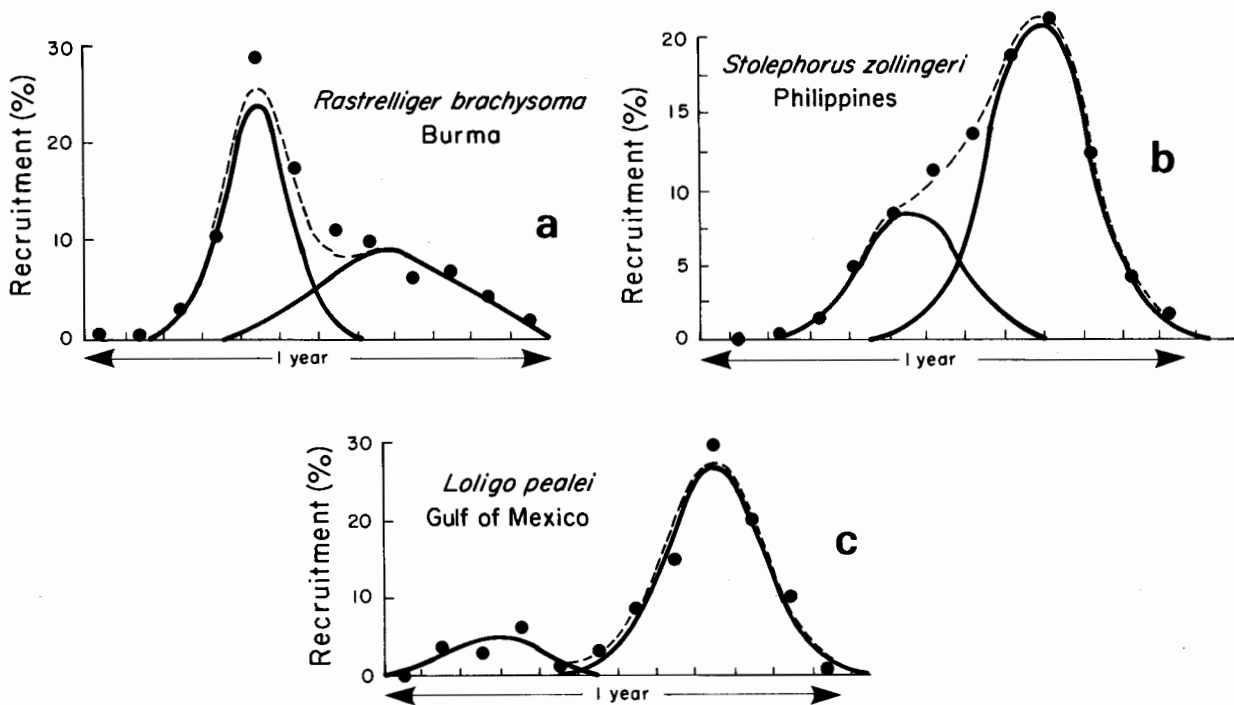 Recruitment (%)
30
20
10
0
Rastrelliger brachysoma
Burma
a
1 year
Recruitment (%)
20
15
10
5
0
Stolephorus zollingeri
Philippines
b
1 year
Recruitment (%)
30
20
10
0
Loligo pealei
Gulf of Mexico
c
1 year